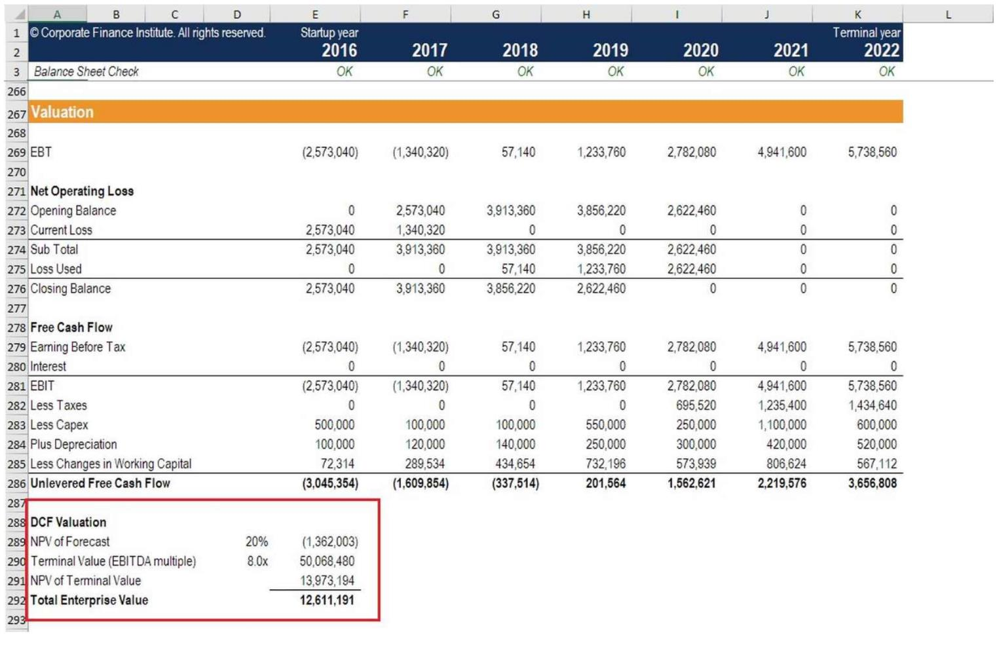 A B C D E F G H I J K L
1 © Corporate Finance Institute. All rights reserved. Startup year Terminal year
2 2016 2017 2018 2019 2020 2021 2022
3 Balance Sheet Check OK OK OK OK OK OK OK
266
267 Valuation
268
269 EBT (2,573,040) (1,340,320) 57,140 1,233,760 2,782,080 4,941,600 5,738,560
270
271 Net Operating Loss
272 Opening Balance 0 2,573,040 3,913,360 3,856,220 2,622,460 0 0
273 Current Loss 2,573,040 1,340,320 0 0 0 0 0
274 Sub Total 2,573,040 3,913,360 3,913,360 3,856,220 2,622,460 0 0
275 Loss Used 0 0 57,140 1,233,760 2,622,460 0 0
276 Closing Balance 2,573,040 3,913,360 3,856,220 2,622,460 0 0 0
277
278 Free Cash Flow
279 Earning Before Tax (2,573,040) (1,340,320) 57,140 1,233,760 2,782,080 4,941,600 5,738,560
280 Interest 0 0 0 0 0 0 0
281 EBIT (2,573,040) (1,340,320) 57,140 1,233,760 2,782,080 4,941,600 5,738,560
282 Less Taxes 0 0 0 0 695,520 1,235,400 1,434,640
283 Less Capex 500,000 100,000 100,000 550,000 250,000 1,100,000 600,000
284 Plus Depreciation 100,000 120,000 140,000 250,000 300,000 420,000 520,000
285 Less Changes in Working Capital 72,314 289,534 434,654 732,196 573,939 806,624 567,112
286 Unlevered Free Cash Flow (3,045,354) (1,609,854) (337,514) 201,564 1,562,621 2,219,576 3,656,808
287
288 DCF Valuation
289 NPV of Forecast 20% (1,362,003)
290 Terminal Value (EBITDA multiple) 8.0x 50,068,480
291 NPV of Terminal Value 13,973,194
292 Total Enterprise Value 12,611,191
293